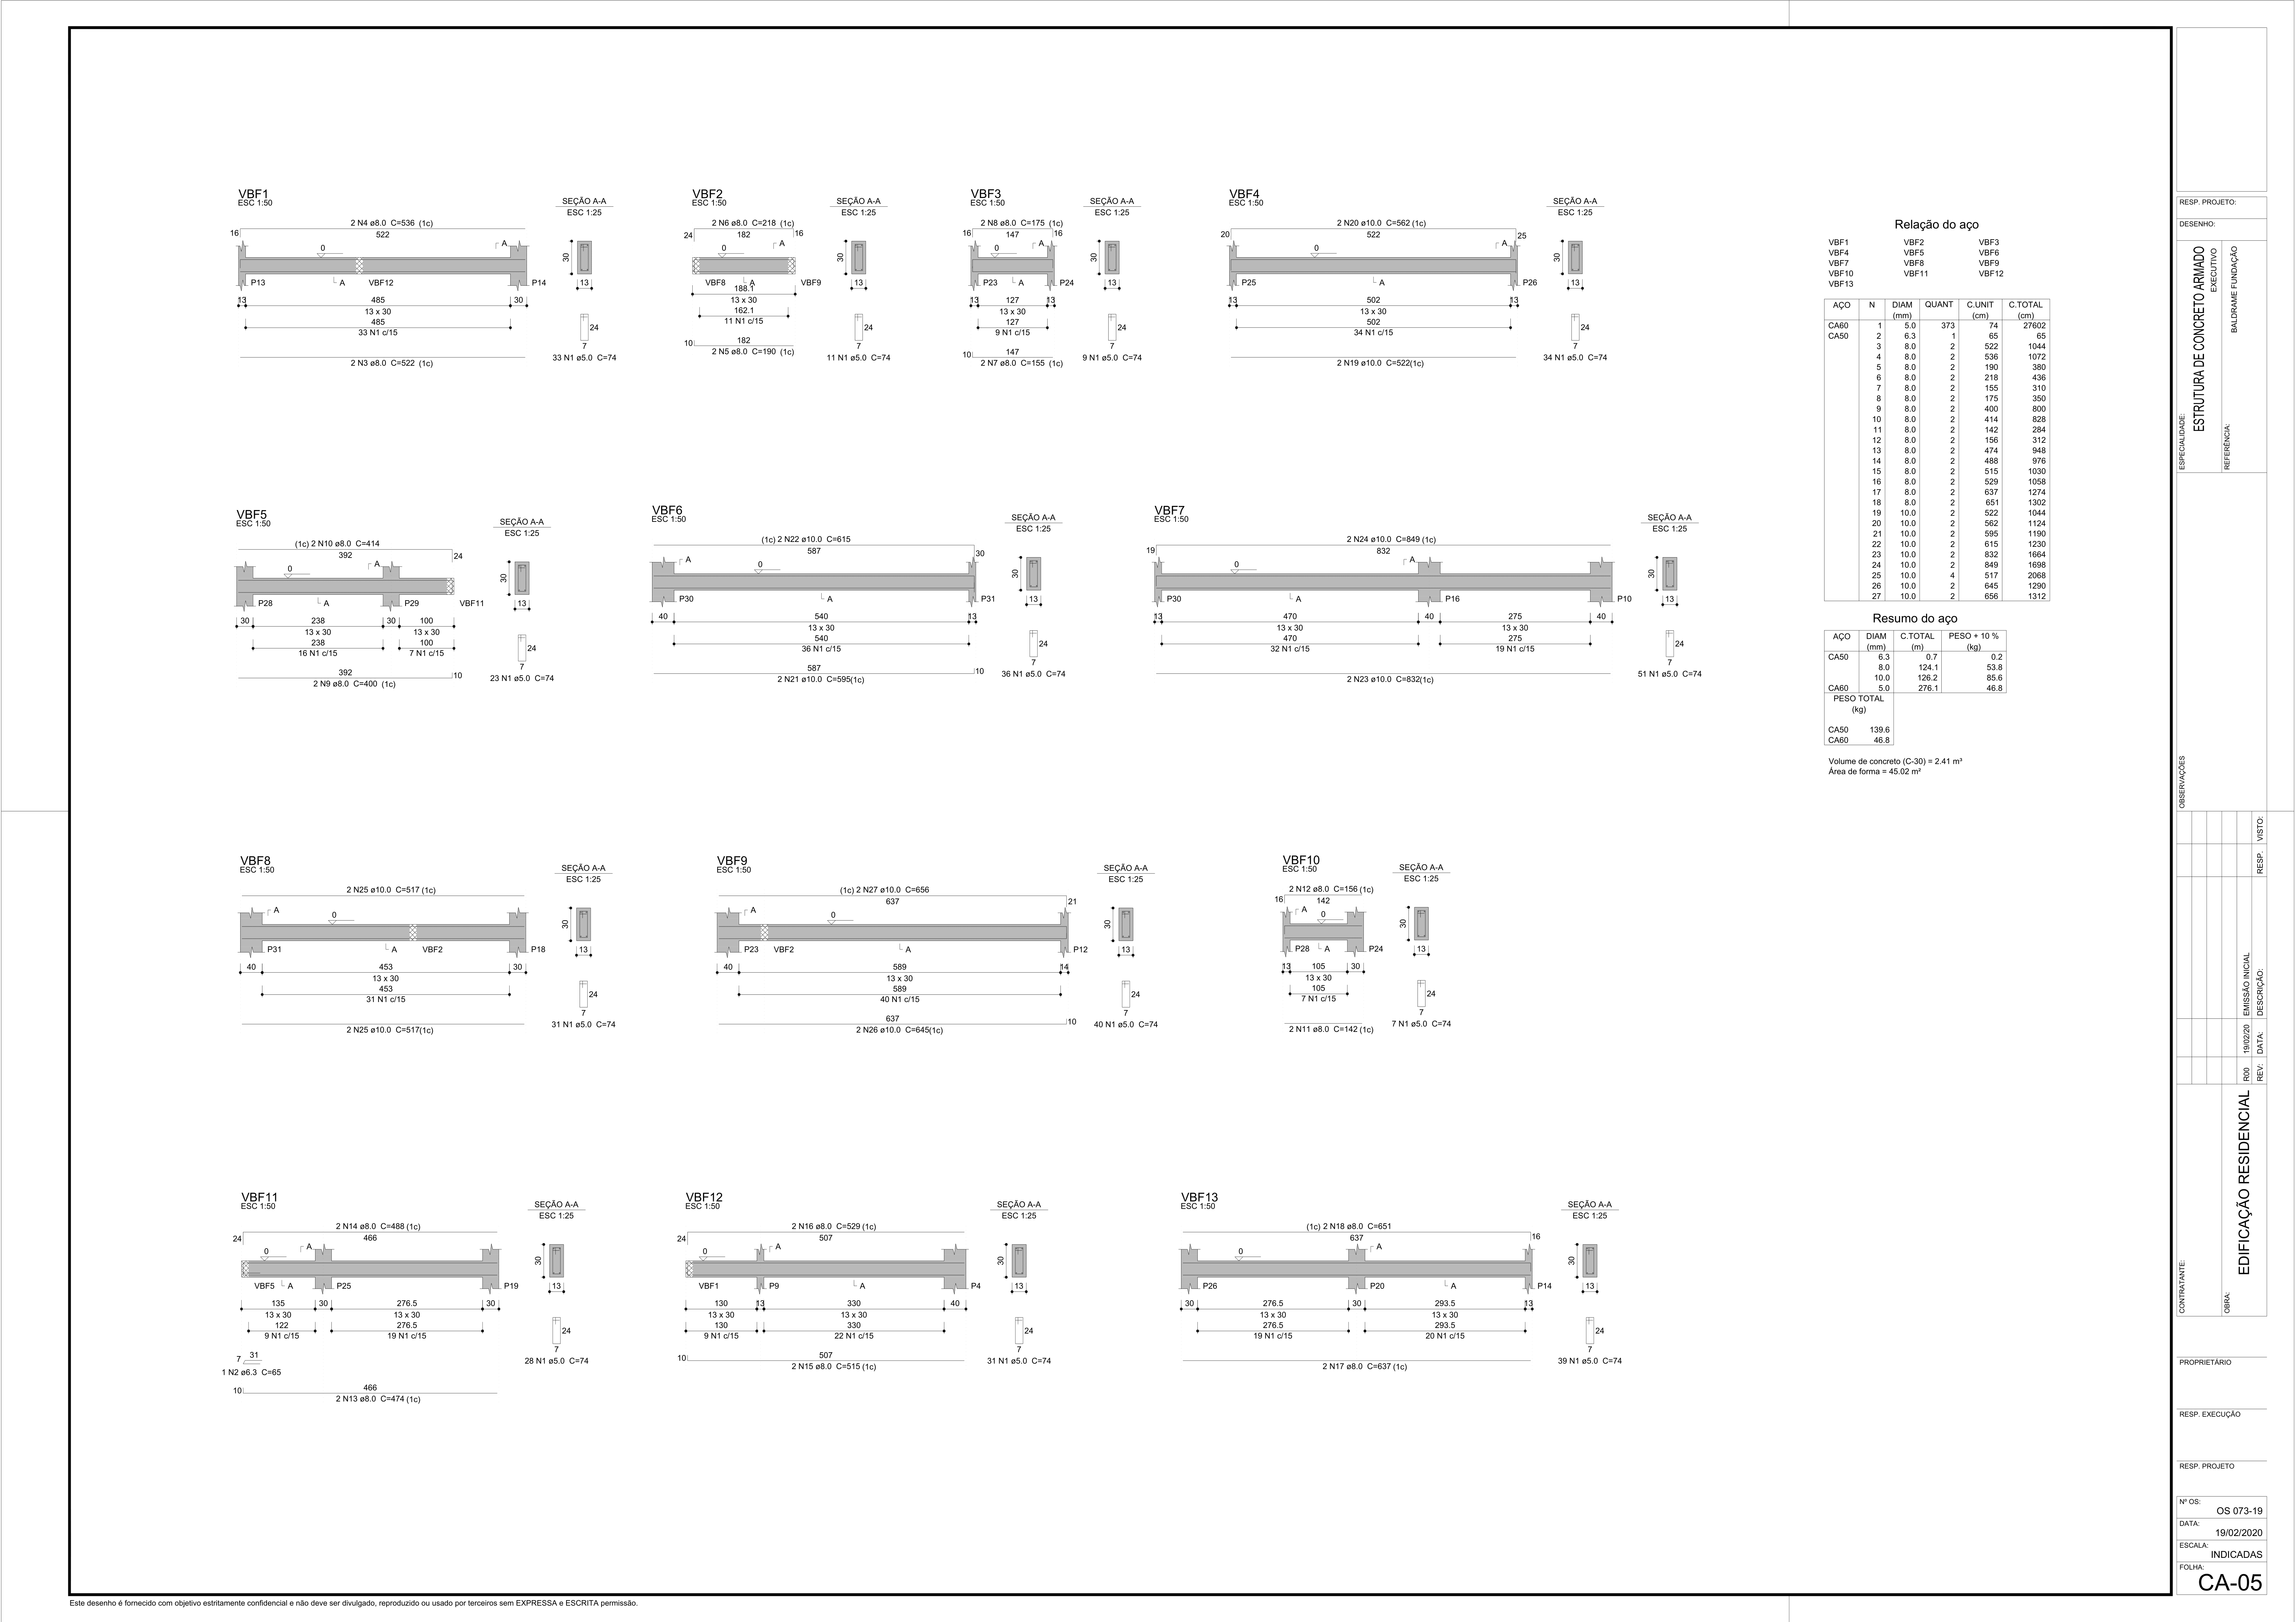 VBF1
ESC 1:50
2 N4 ø8.0 C=536 (1c)
522
16
0
A
P13
A
VBF12
P14
13
485
30
13 x 30
485
33 N1 c/15
2 N3 ø8.0 C=522 (1c)
SEÇÃO A-A
ESC 1:25
30
13
24
7
33 N1 ø5.0 C=74
VBF2
ESC 1:50
2 N6 ø8.0 C=218 (1c)
24
182
16
0
A
VBF8
A
VBF9
188.1
13 x 30
162.1
11 N1 c/15
182
10
2 N5 ø8.0 C=190 (1c)
SEÇÃO A-A
ESC 1:25
30
13
24
7
11 N1 ø5.0 C=74
VBF3
ESC 1:50
2 N8 ø8.0 C=175 (1c)
16
147
16
0
A
P23
A
P24
13
127
13
13 x 30
127
9 N1 c/15
147
10
2 N7 ø8.0 C=155 (1c)
SEÇÃO A-A
ESC 1:25
30
13
24
7
9 N1 ø5.0 C=74
VBF4
ESC 1:50
2 N20 ø10.0 C=562 (1c)
20
522
25
0
A
P25
A
P26
13
502
13
13 x 30
502
34 N1 c/15
2 N19 ø10.0 C=522(1c)
SEÇÃO A-A
ESC 1:25
30
13
24
7
34 N1 ø5.0 C=74
VBF5
ESC 1:50
(1c) 2 N10 ø8.0 C=414
392
24
0
A
P28
A
P29
VBF11
30
238
30
100
13 x 30
13 x 30
238
100
16 N1 c/15
7 N1 c/15
392
10
2 N9 ø8.0 C=400 (1c)
SEÇÃO A-A
ESC 1:25
30
13
24
7
23 N1 ø5.0 C=74
VBF6
ESC 1:50
(1c) 2 N22 ø10.0 C=615
587
30
A
0
P30
A
P31
40
540
13
13 x 30
540
36 N1 c/15
587
10
2 N21 ø10.0 C=595(1c)
SEÇÃO A-A
ESC 1:25
30
13
24
7
36 N1 ø5.0 C=74
VBF7
ESC 1:50
2 N24 ø10.0 C=849 (1c)
19
832
0
A
P30
A
P16
P10
13
470
40
275
40
13 x 30
13 x 30
470
275
32 N1 c/15
19 N1 c/15
2 N23 ø10.0 C=832(1c)
SEÇÃO A-A
ESC 1:25
30
13
24
7
51 N1 ø5.0 C=74
VBF8
ESC 1:50
2 N25 ø10.0 C=517 (1c)
A
0
P31
A
VBF2
P18
40
453
30
13 x 30
453
31 N1 c/15
2 N25 ø10.0 C=517(1c)
SEÇÃO A-A
ESC 1:25
30
13
24
7
31 N1 ø5.0 C=74
VBF9
ESC 1:50
(1c) 2 N27 ø10.0 C=656
637
21
A
0
P23
VBF2
A
P12
40
589
14
13 x 30
589
40 N1 c/15
637
10
2 N26 ø10.0 C=645(1c)
SEÇÃO A-A
ESC 1:25
30
13
24
7
40 N1 ø5.0 C=74
VBF10
ESC 1:50
2 N12 ø8.0 C=156 (1c)
16
142
A
0
P28
A
P24
13
105
30
13 x 30
105
7 N1 c/15
2 N11 ø8.0 C=142 (1c)
SEÇÃO A-A
ESC 1:25
30
13
24
7
7 N1 ø5.0 C=74
VBF11
ESC 1:50
2 N14 ø8.0 C=488 (1c)
24
466
0
A
VBF5
A
P25
P19
135
30
276.5
30
13 x 30
13 x 30
122
276.5
9 N1 c/15
19 N1 c/15
7
31
1 N2 ø6.3 C=65
10
466
2 N13 ø8.0 C=474 (1c)
SEÇÃO A-A
ESC 1:25
30
13
24
7
28 N1 ø5.0 C=74
VBF12
ESC 1:50
2 N16 ø8.0 C=529 (1c)
24
507
0
A
VBF1
P9
A
P4
130
13
330
40
13 x 30
13 x 30
130
330
9 N1 c/15
22 N1 c/15
10
507
2 N15 ø8.0 C=515 (1c)
SEÇÃO A-A
ESC 1:25
30
13
24
7
31 N1 ø5.0 C=74
VBF13
ESC 1:50
(1c) 2 N18 ø8.0 C=651
637
16
0
A
P26
P20
A
P14
30
276.5
30
293.5
13
13 x 30
13 x 30
276.5
293.5
19 N1 c/15
20 N1 c/15
2 N17 ø8.0 C=637 (1c)
SEÇÃO A-A
ESC 1:25
30
13
24
7
39 N1 ø5.0 C=74
Relação do aço
VBF1 VBF2 VBF3
VBF4 VBF5 VBF6
VBF7 VBF8 VBF9
VBF10 VBF11 VBF12
VBF13
AÇO N DIAM QUANT C.UNIT C.TOTAL
(mm) (cm) (cm)
CA60 1 5.0 373 74 27602
CA50 2 6.3 1 65 65
3 8.0 2 522 1044
4 8.0 2 536 1072
5 8.0 2 190 380
6 8.0 2 218 436
7 8.0 2 155 310
8 8.0 2 175 350
9 8.0 2 400 800
10 8.0 2 414 828
11 8.0 2 142 284
12 8.0 2 156 312
13 8.0 2 474 948
14 8.0 2 488 976
15 8.0 2 515 1030
16 8.0 2 529 1058
17 8.0 2 637 1274
18 8.0 2 651 1302
19 10.0 2 522 1044
20 10.0 2 562 1124
21 10.0 2 595 1190
22 10.0 2 615 1230
23 10.0 2 832 1664
24 10.0 2 849 1698
25 10.0 4 517 2068
26 10.0 2 645 1290
27 10.0 2 656 1312
Resumo do aço
AÇO DIAM C.TOTAL PESO + 10 %
(mm) (m) (kg)
CA50 6.3 0.7 0.2
8.0 124.1 53.8
10.0 126.2 85.6
CA60 5.0 276.1 46.8
PESO TOTAL
(kg)
CA50 139.6
CA60 46.8
Volume de concreto (C-30) = 2.41 m³
Área de forma = 45.02 m²
RESP. PROJETO:
DESENHO:
ESPECIALIDADE:
ESTRUTURA DE CONCRETO ARMADO
EXECUTIVO
REFERÊNCIA:
BALDRAME FUNDAÇÃO
OBSERVAÇÕES
R00 19/02/20 EMISSÃO INICIAL
REV: DATA: DESCRIÇÃO: RESP. VISTO:
CONTRATANTE:
OBRA:
EDIFICAÇÃO RESIDENCIAL
PROPRIETÁRIO
RESP. EXECUÇÃO
RESP. PROJETO
Nº OS:
OS 073-19
DATA:
19/02/2020
ESCALA:
INDICADAS
FOLHA:
CA-05
Este desenho é fornecido com objetivo estritamente confidencial e não deve ser divulgado, reproduzido ou usado por terceiros sem EXPRESSA e ESCRITA permissão.